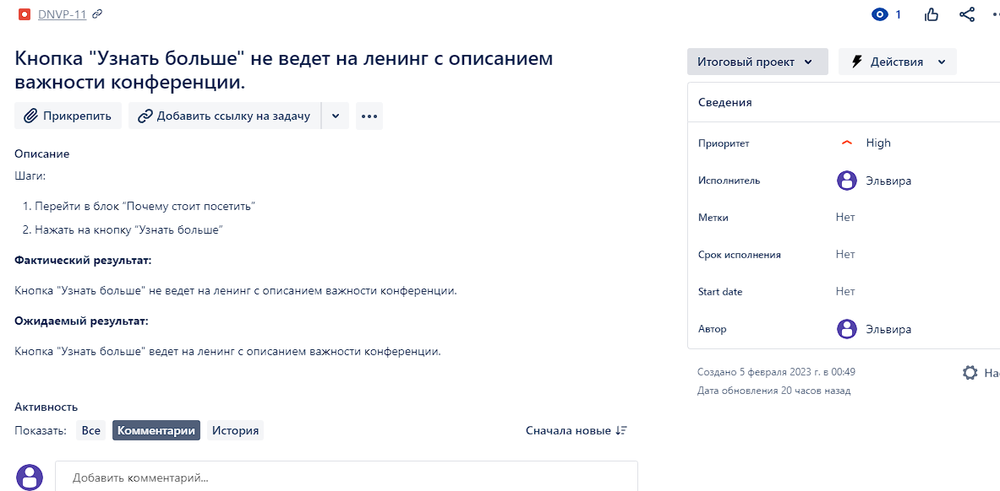 DNVP-11
1
Кнопка "Узнать больше" не ведет на ленинг с описанием
важности конференции.
Прикрепить
Добавить ссылку на задачу
Описание
Шаги:
1. Перейти в блок “Почему стоит посетить”
2. Нажать на кнопку “Узнать больше”
Фактический результат:
Кнопка "Узнать больше" не ведет на ленинг с описанием важности конференции.
Ожидаемый результат:
Кнопка "Узнать больше" ведет на ленинг с описанием важности конференции.
Активность
Показать: Все Комментарии История Сначала новые
Добавить комментарий...
Итоговый проект Действия
Сведения
Приоритет High
Исполнитель Эльвира
Метки Нет
Срок исполнения Нет
Start date Нет
Автор Эльвира
Создано 5 февраля 2023 г. в 00:49
Дата обновления 20 часов назад